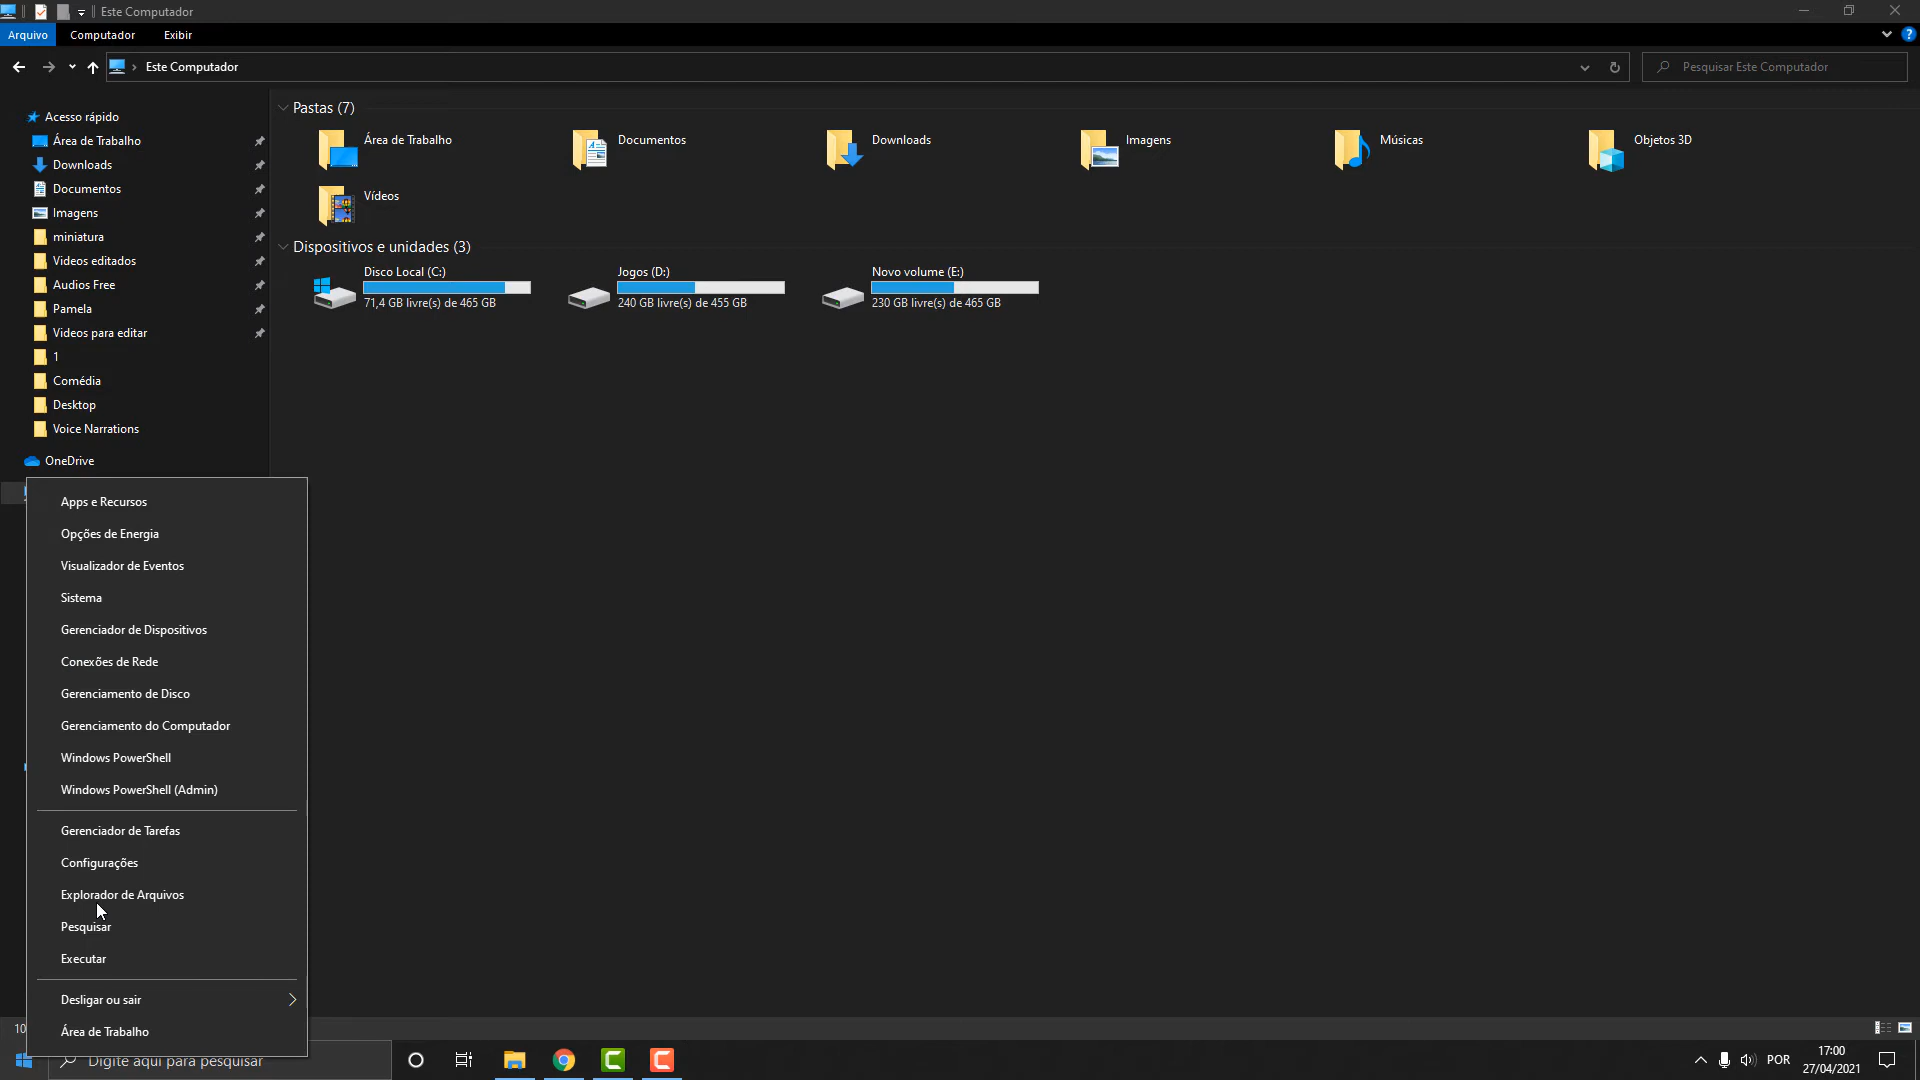 Este Computador
Arquivo
Computador
Exibir
?
Este Computador
Pesquisar Este Computador
Acesso rápido
Área de Trabalho
Downloads
Documentos
Imagens
miniatura
Videos editados
Audios Free
Pamela
Videos para editar
1
Comédia
Desktop
Voice Narrations
OneDrive
Pastas (7)
Área de Trabalho
Documentos
Downloads
Imagens
Músicas
Objetos 3D
Vídeos
Dispositivos e unidades (3)
Disco Local (C:)
71,4 GB livre(s) de 465 GB
Jogos (D:)
240 GB livre(s) de 455 GB
Novo volume (E:)
230 GB livre(s) de 465 GB
Apps e Recursos
Opções de Energia
Visualizador de Eventos
Sistema
Gerenciador de Dispositivos
Conexões de Rede
Gerenciamento de Disco
Gerenciamento do Computador
Windows PowerShell
Windows PowerShell (Admin)
Gerenciador de Tarefas
Configurações
Explorador de Arquivos
Pesquisar
Executar
Desligar ou sair
Área de Trabalho
10
Digite aqui para pesquisar
POR
17:00
27/04/2021